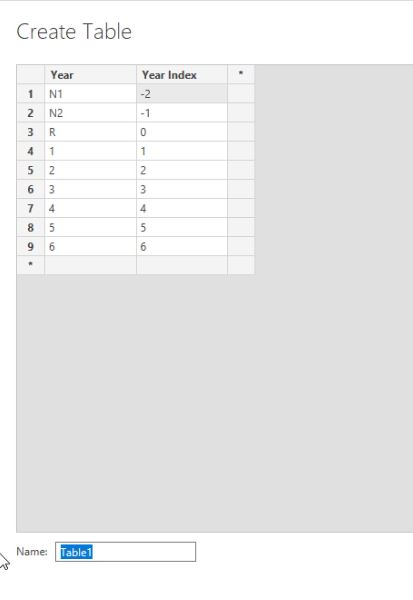 Create Table
Year Year Index *
1 N1 -2
2 N2 -1
3 R 0
4 1 1
5 2 2
6 3 3
7 4 4
8 5 5
9 6 6
*
Name: Table1